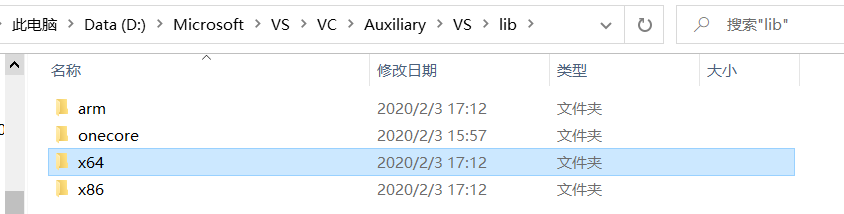 此电脑 > Data (D:) > Microsoft > VS > VC > Auxiliary > VS > lib >
搜索"lib"
名称 修改日期 类型 大小
arm 2020/2/3 17:12 文件夹
onecore 2020/2/3 15:57 文件夹
x64 2020/2/3 17:12 文件夹
x86 2020/2/3 17:12 文件夹